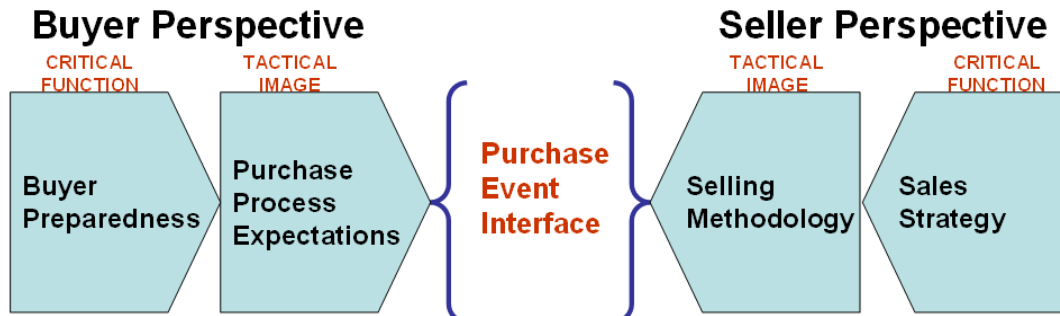 Buyer Perspective
Seller Perspective
CRITICAL
FUNCTION
TACTICAL
IMAGE
TACTICAL
IMAGE
CRITICAL
FUNCTION
Buyer
Preparedness
Purchase
Process
Expectations
Purchase
Event
Interface
Selling
Methodology
Sales
Strategy